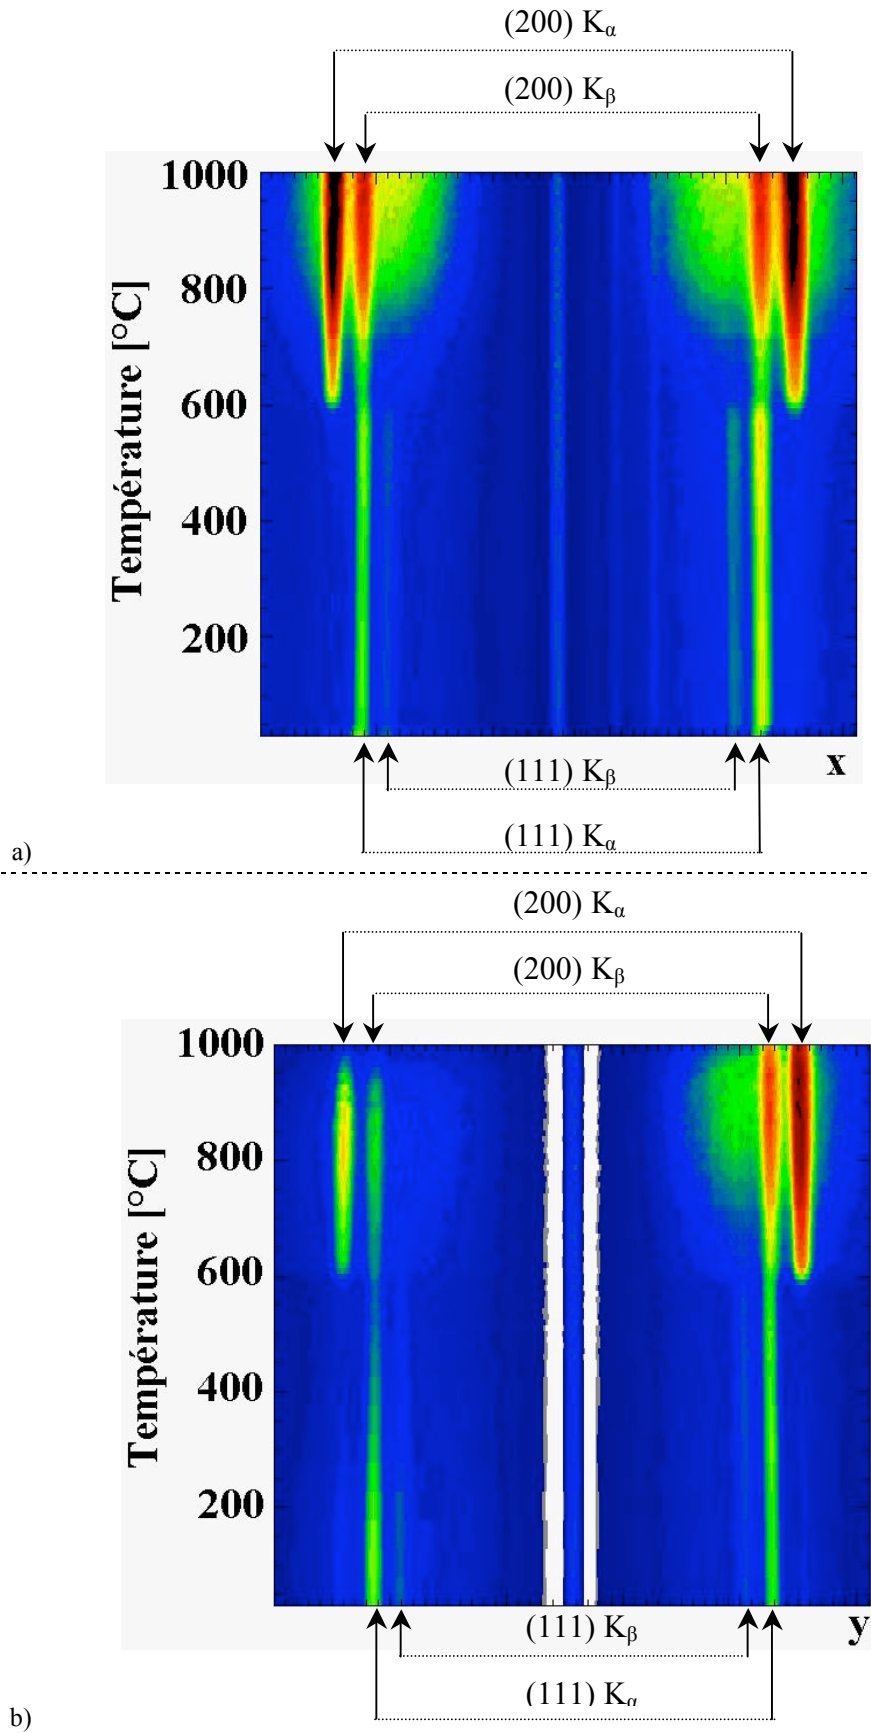 (200) Kα
(200) Kβ
1000
800
600
400
200
Température [°C]
x
(111) Kβ
(111) Kα
a)
(200) Kα
(200) Kβ
1000
800
600
400
200
Température [°C]
y
(111) Kβ
(111) Kα
b)